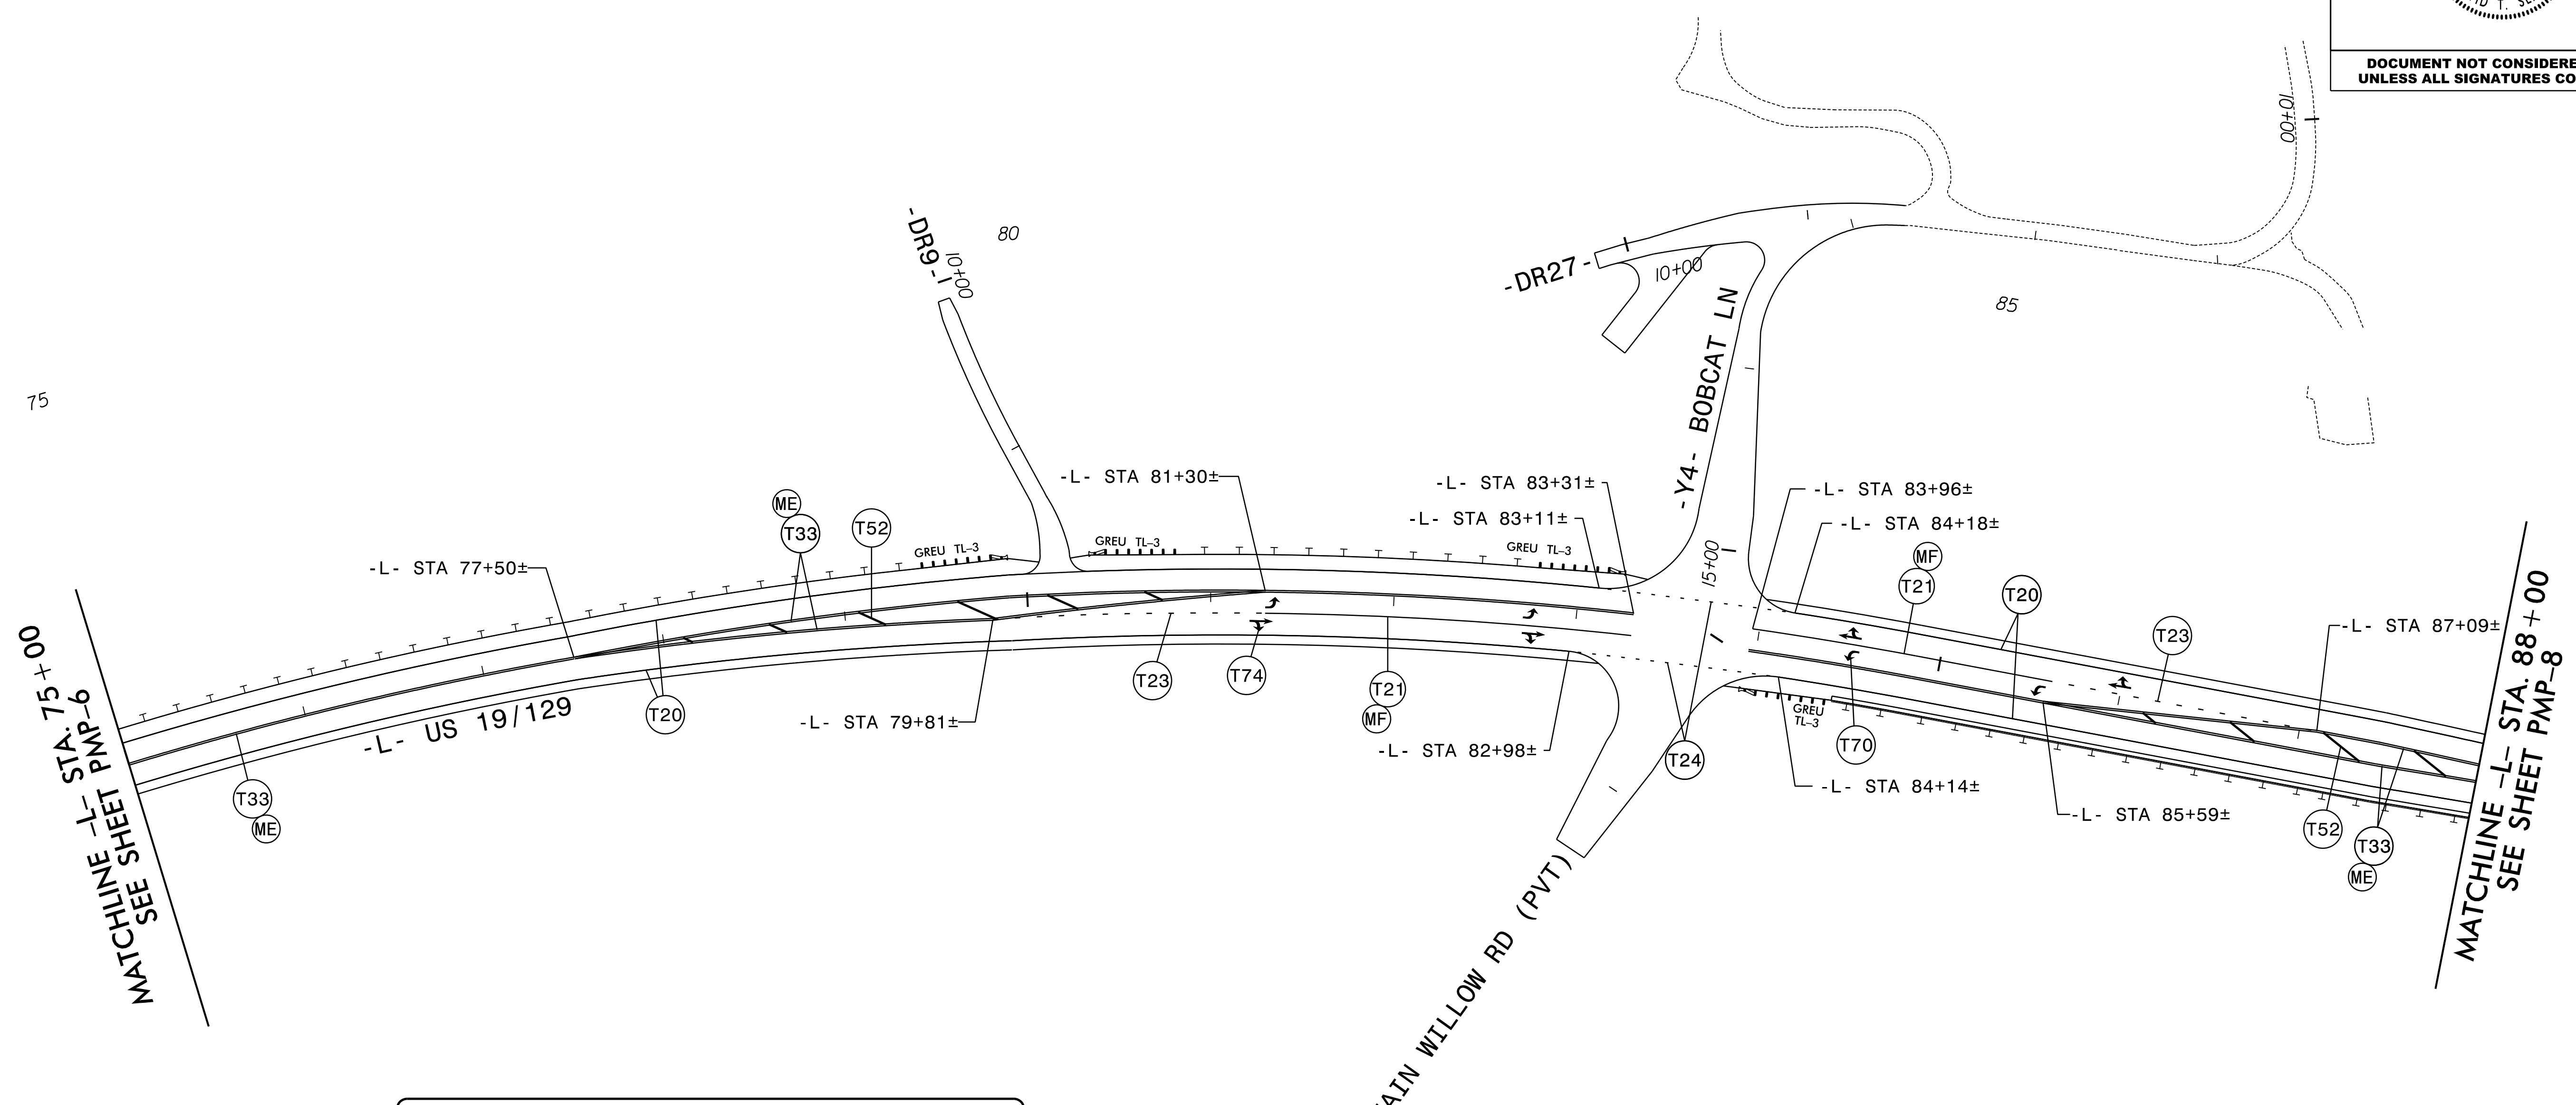 DOCUMENT NOT CONSIDERE
UNLESS ALL SIGNATURES CO
10+00
80
-DR9-
10+00
-DR27-
10+00
85
75
-Y4- BOBCAT LN
-L- STA 81+30±
-L- STA 83+31±
-L- STA 83+11±
-L- STA 83+96±
-L- STA 84+18±
ME
T33
T52
GREU TL-3
GREU TL-3
GREU TL-3
15+00
MF
T21
T20
T23
-L- STA 77+50±
-L- STA 87+09±
MATCHLINE -L- STA. 75+00
SEE SHEET PMP-6
-L- US 19/129
T20
-L- STA 79+81±
T23
T74
T21
MF
-L- STA 82+98±
T24
GREU
TL-3
T70
-L- STA 84+14±
-L- STA 85+59±
T52
T33
ME
T33
ME
MATCHLINE -L- STA. 88+00
SEE SHEET PMP-8
AIN WILLOW RD (PVT)